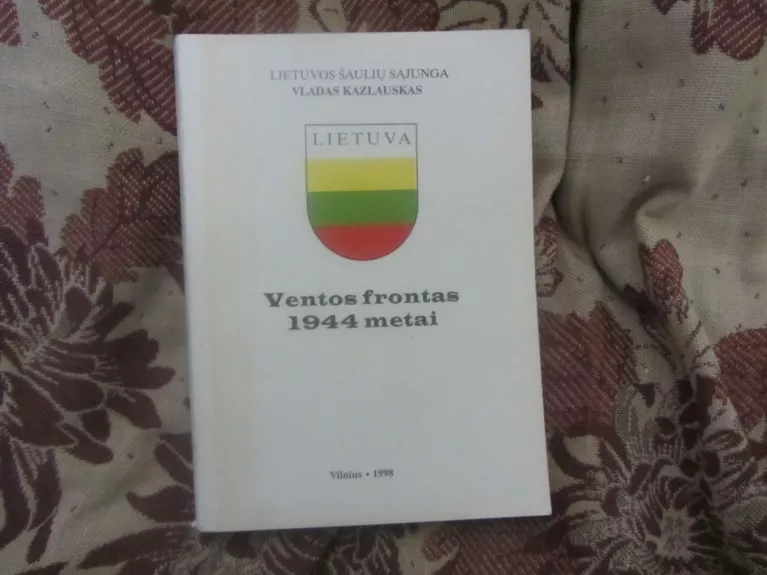 LIETUVOS ŠAULIŲ SĄJUNGA
VLADAS KAZLAUSKAS
LIETUVA
Ventos frontas
1944 metai
Vilnius • 1998